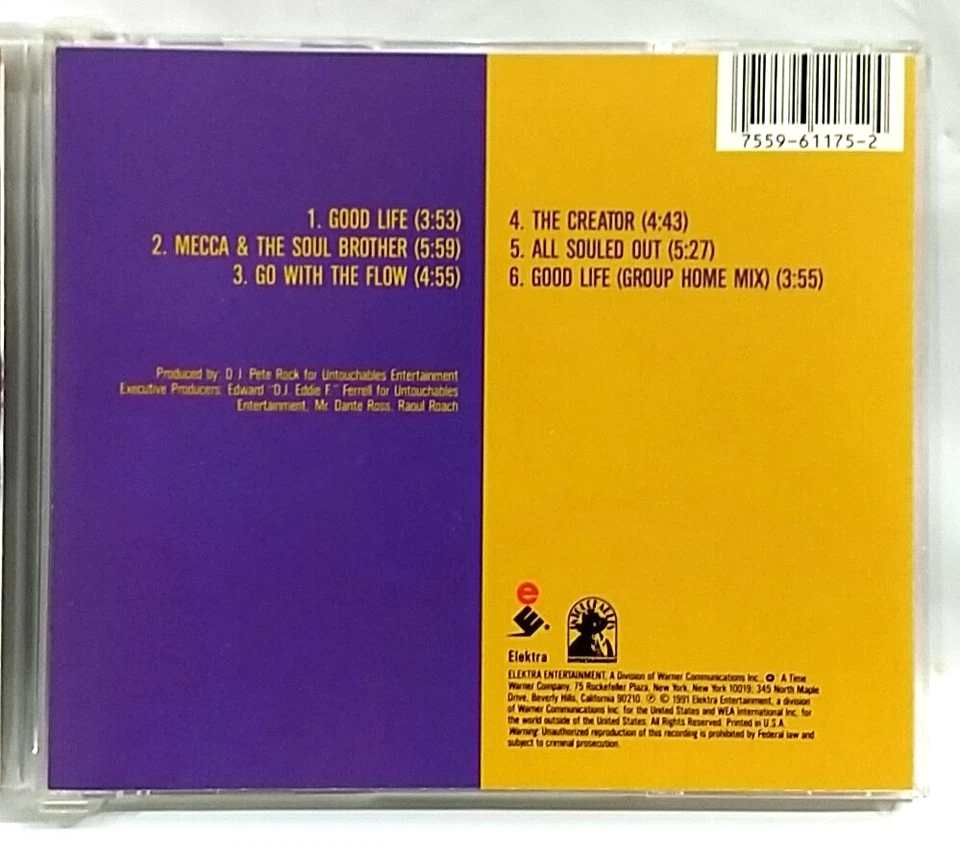 7559-61175-2
1. GOOD LIFE (3:53)
2. MECCA & THE SOUL BROTHER (5:59)
3. GO WITH THE FLOW (4:55)
4. THE CREATOR (4:43)
5. ALL SOULED OUT (5:27)
6. GOOD LIFE (GROUP HOME MIX) (3:55)
Produced by: D.J. Pete Rock for Untouchables Entertainment
Executive Producers: Edward "D.J. Eddie F." Ferrell for Untouchables
Entertainment, Mr. Dante Ross, Raoul Roach
e
Elektra
ELEKTRA ENTERTAINMENT, A Division of Warner Communications Inc., A Time
Warner Company, 75 Rockefeller Plaza, New York, New York 10019; 345 North Maple
Drive, Beverly Hills, California 90210. ℗ © 1991 Elektra Entertainment, a division
of Warner Communications Inc. for the United States and WEA International Inc. for
the world outside of the United States. All Rights Reserved. Printed in U.S.A.
Warning: Unauthorized reproduction of this recording is prohibited by Federal law and
subject to criminal prosecution.